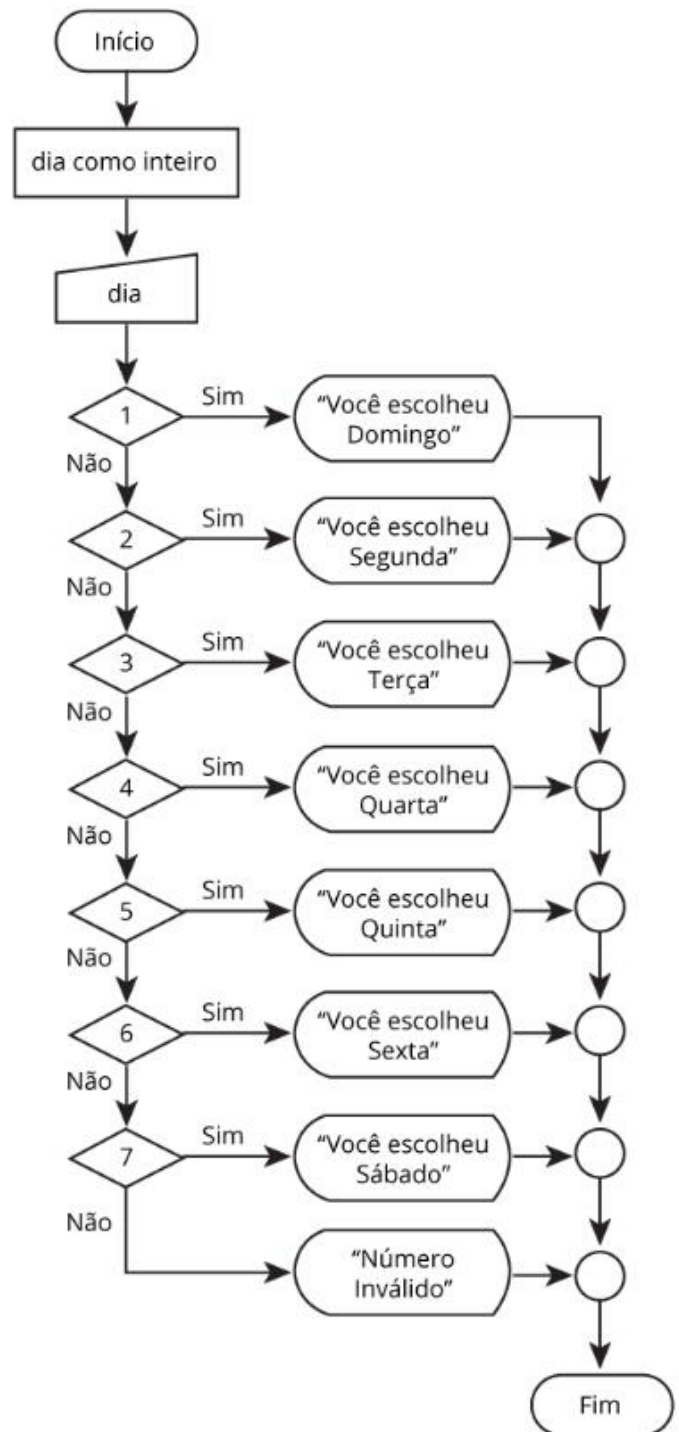 Início
dia como inteiro
dia
1
Sim
“Você escolheu
Domingo”
Não
2
Sim
“Você escolheu
Segunda”
Não
3
Sim
“Você escolheu
Terça”
Não
4
Sim
“Você escolheu
Quarta”
Não
5
Sim
“Você escolheu
Quinta”
Não
6
Sim
“Você escolheu
Sexta”
Não
7
Sim
“Você escolheu
Sábado”
Não
“Número
Inválido”
Fim